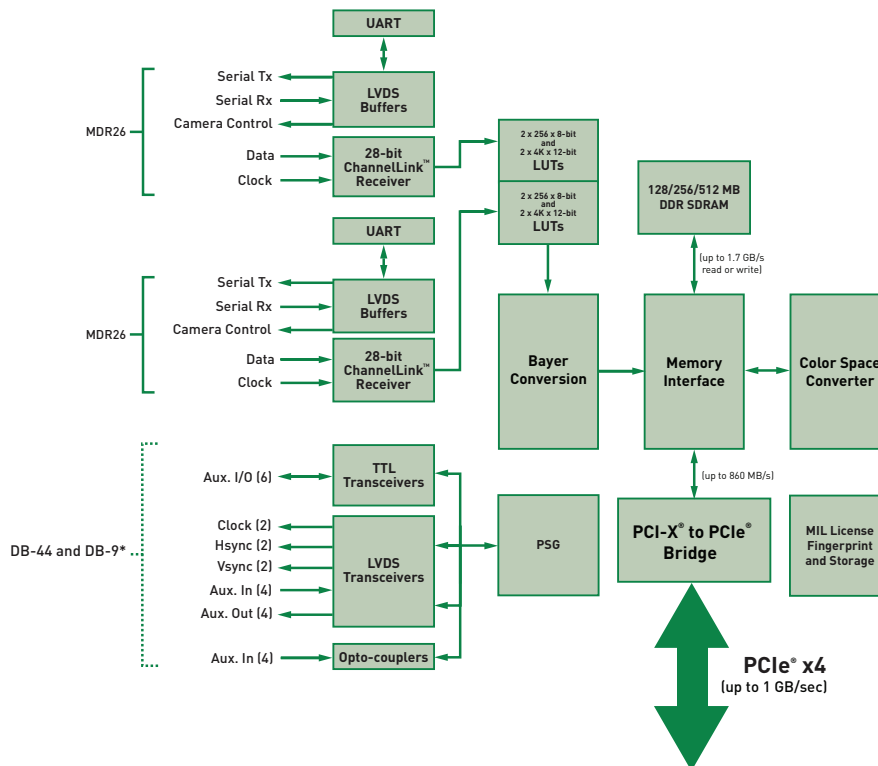 UART
Serial Tx
Serial Rx
Camera Control
MDR26
LVDS
Buffers
Data
Clock
28-bit
ChannelLink™
Receiver
2 x 256 x 8-bit
and
2 x 4K x 12-bit
LUTs
2 x 256 x 8-bit
and
2 x 4K x 12-bit
LUTs
128/256/512 MB
DDR SDRAM
(up to 1.7 GB/s
read or write)
UART
Serial Tx
Serial Rx
Camera Control
MDR26
LVDS
Buffers
Data
Clock
28-bit
ChannelLink™
Receiver
Bayer
Conversion
Memory
Interface
Color Space
Converter
(up to 860 MB/s)
Aux. I/O (6)
TTL
Transceivers
DB-44 and DB-9*
Clock (2)
Hsync (2)
Vsync (2)
Aux. In (4)
Aux. Out (4)
LVDS
Transceivers
PSG
PCI-X® to PCIe®
Bridge
MIL License
Fingerprint
and Storage
Aux. In (4)
Opto-couplers
PCIe® x4
(up to 1 GB/sec)